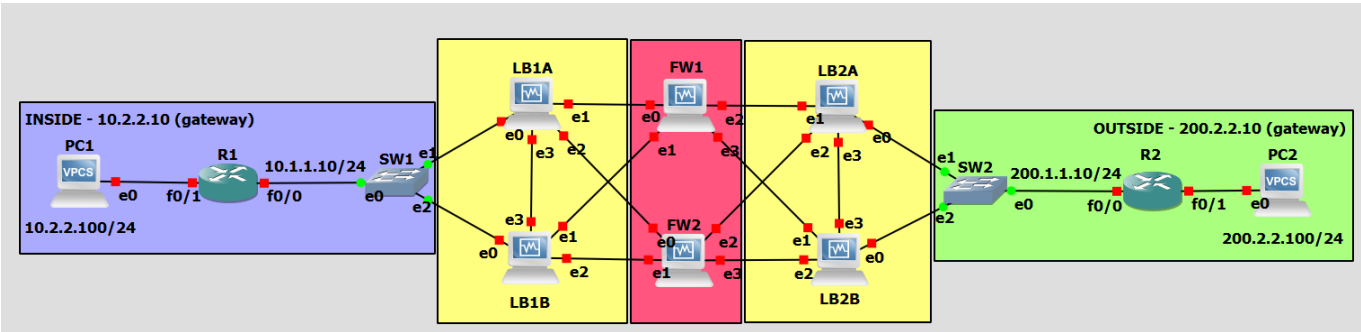 INSIDE - 10.2.2.10 (gateway)
PC1
VPCS
e0
10.2.2.100/24
R1
f0/1
f0/0
10.1.1.10/24
SW1
e0
e1
e2
LB1A
e0
e1
e2
e3
LB1B
e3
e0
e1
e2
FW1
e0
e1
e2
e3
FW2
e0
e1
e2
e3
LB2A
e1
e2
e3
e0
LB2B
e3
e1
e2
e0
OUTSIDE - 200.2.2.10 (gateway)
SW2
e1
e2
e0
200.1.1.10/24
R2
f0/0
f0/1
PC2
VPCS
e0
200.2.2.100/24